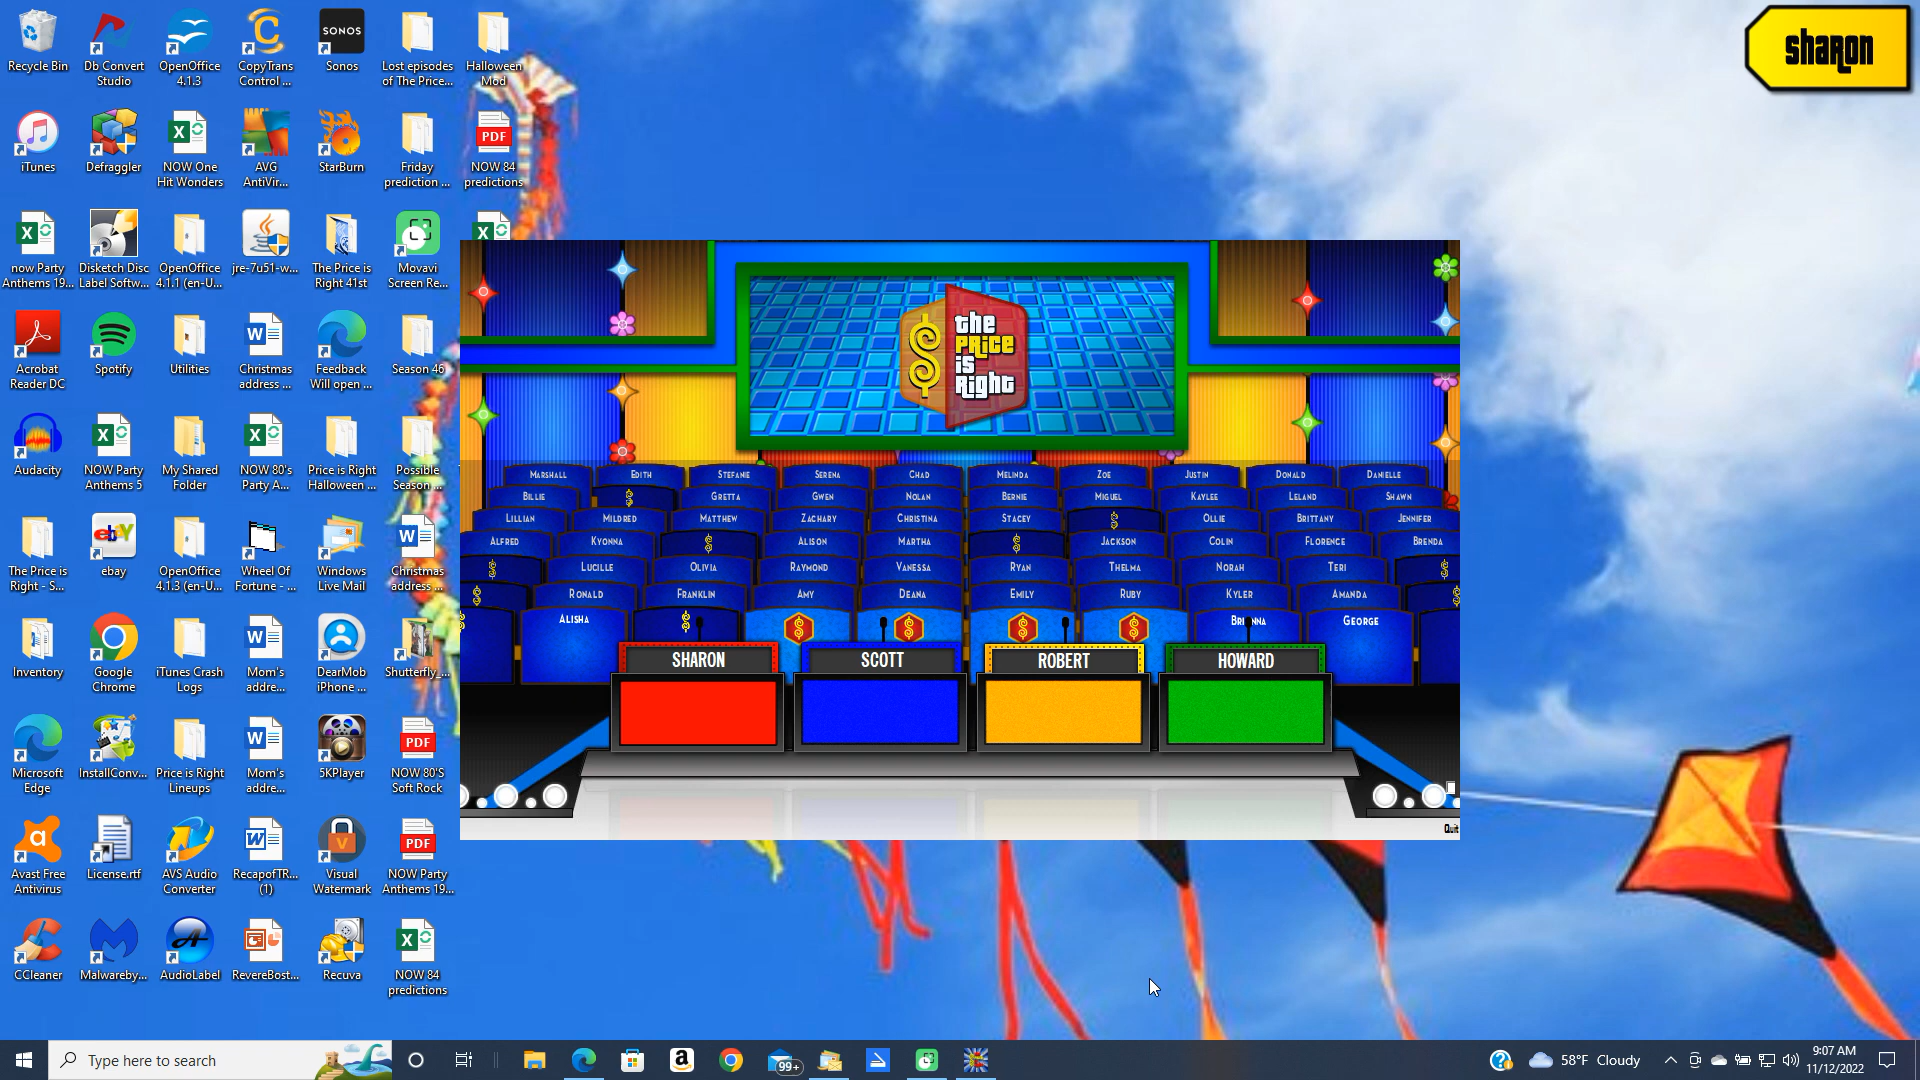 Recycle Bin
Db Convert
Studio
OpenOffice
4.1.3
CopyTrans
Control ...
SONOS
Sonos
Lost episodes
of The Price...
Halloween
Mod
sharon
iTunes
Defraggler
NOW One
Hit Wonders
AVG
AntiVir...
StarBurn
Friday
prediction ...
PDF
NOW 84
predictions
now Party
Anthems 19...
Disketch Disc
Label Softw...
OpenOffice
4.1.1 (en-U...
jre-7u51-w...
The Price is
Right 41st
Movavi
Screen Re...
the
PRice
is
Right
Acrobat
Reader DC
Spotify
Utilities
Christmas
address ...
Feedback
Will open ...
Season 46
Audacity
NOW Party
Anthems 5
My Shared
Folder
NOW 80's
Party A...
Price is Right
Halloween ...
Possible
Season ...
MARSHALL EDITH STEFANIE SERENA CHAD MELINDA ZOE JUSTIN DONALD DANIELLE
BILLIE GRETTA GWEN NOLAN BERNIE MIGUEL KAYLEE LELAND SHAWN
LILLIAN MILDRED MATTHEW ZACHARY CHRISTINA STACEY OLLIE BRITTANY JENNIFER
ALFRED KYONNA ALISON MARTHA JACKSON COLIN FLORENCE BRENDA
LUCILLE OLIVIA RAYMOND VANESSA RYAN THELMA NORAH TERI
RONALD FRANKLIN AMY DEANA EMILY RUBY KYLER AMANDA
ALISHA GEORGE
SHARON SCOTT ROBERT HOWARD
Quit
The Price is
Right - S...
ebay
ebay
OpenOffice
4.1.3 (en-U...
Wheel Of
Fortune - ...
Windows
Live Mail
Christmas
address ...
Inventory
Google
Chrome
iTunes Crash
Logs
Mom's
addre...
DearMob
iPhone ...
Shutterfly_...
Microsoft
Edge
InstallConv...
Price is Right
Lineups
Mom's
addre...
5KPlayer
PDF
NOW 80'S
Soft Rock
Avast Free
Antivirus
License.rtf
AVS Audio
Converter
RecapofTR...
(1)
Visual
Watermark
PDF
NOW Party
Anthems 19...
CCleaner
Malwareby...
AudioLabel
RevereBost...
Recuva
NOW 84
predictions
Type here to search
99+
58°F Cloudy
9:07 AM
11/12/2022